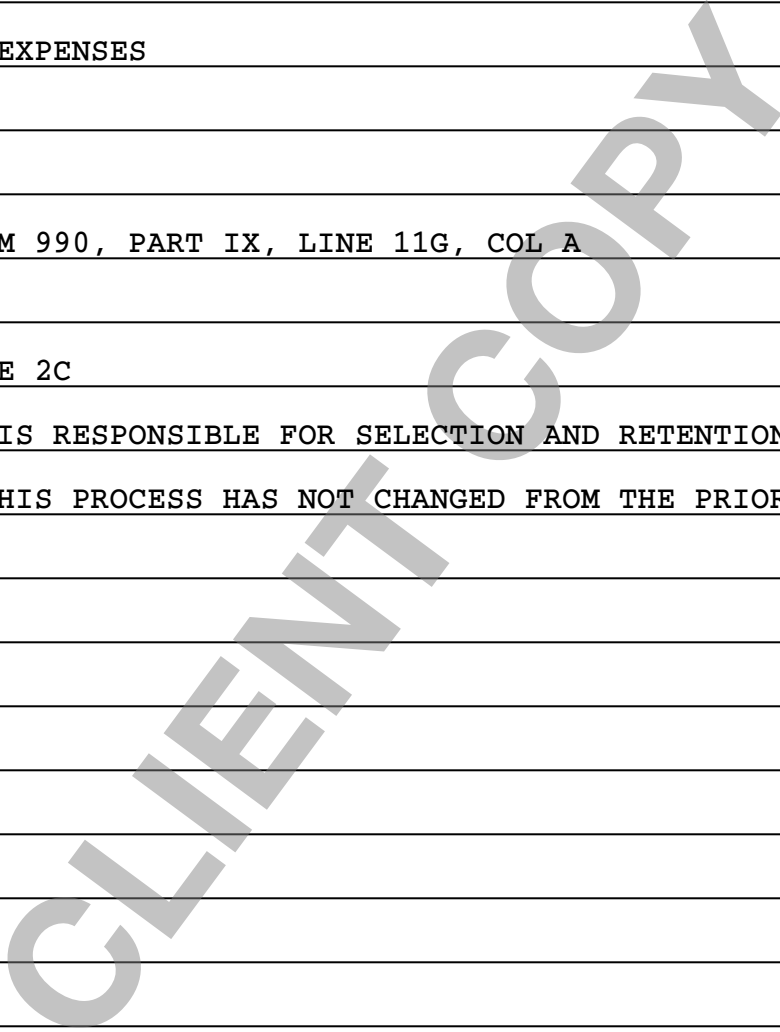 EXPENSES
M 990, PART IX, LINE 11G, COL A
E 2C
IS RESPONSIBLE FOR SELECTION AND RETENTION
HIS PROCESS HAS NOT CHANGED FROM THE PRIOR
CLIENT COPY